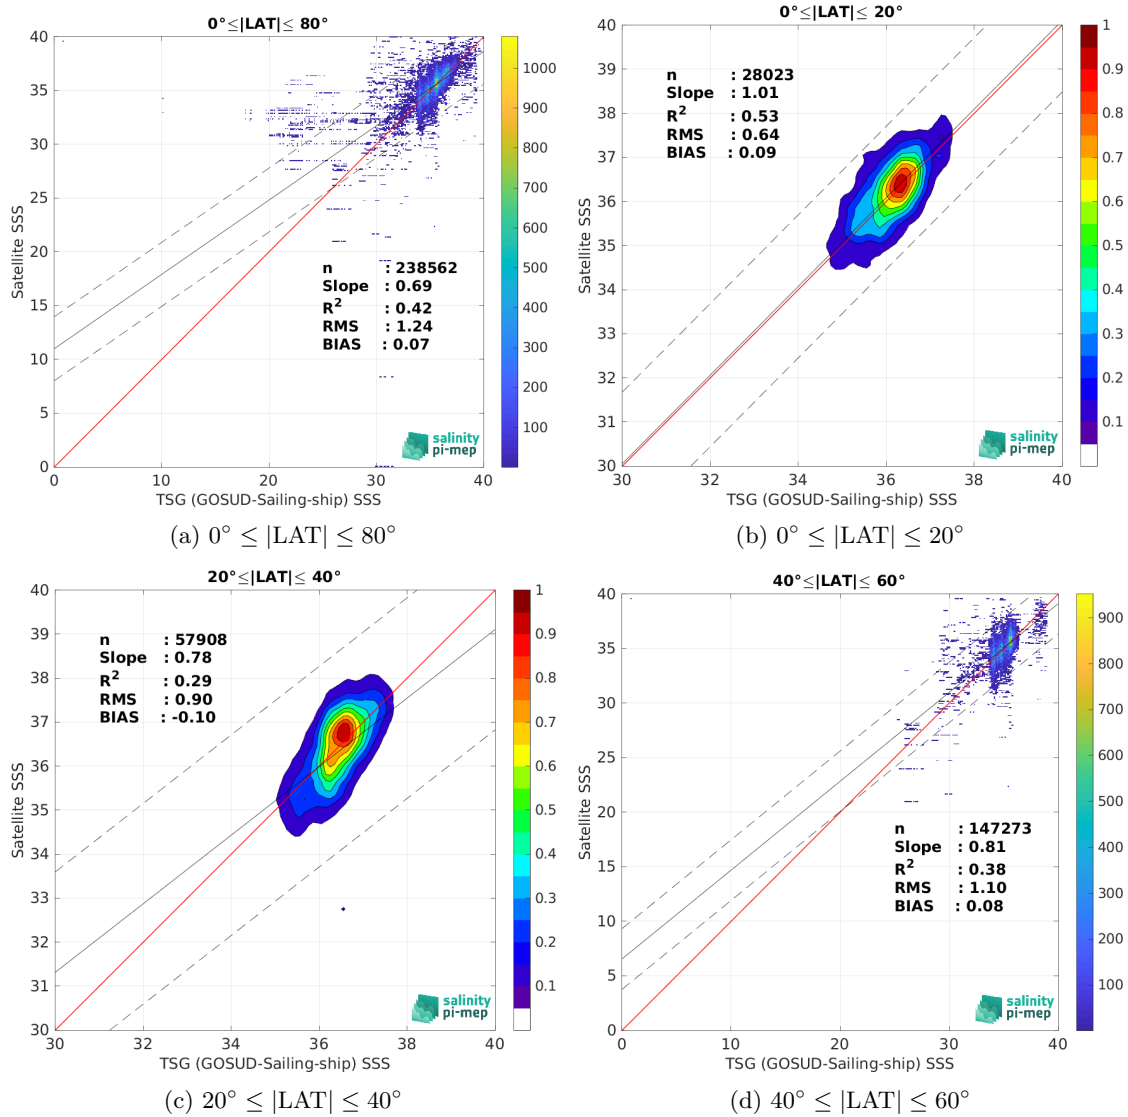 0°≤|LAT|≤ 80°
40
35
30
25
20
15
10
5
0
Satellite SSS
n : 238562
Slope : 0.69
R² : 0.42
RMS : 1.24
BIAS : 0.07
salinity
pi-mep
0 10 20 30 40
TSG (GOSUD-Sailing-ship) SSS
1000
900
800
700
600
500
400
300
200
100
(a) 0° ≤ |LAT| ≤ 80°
0°≤|LAT|≤ 20°
40
39
38
37
36
35
34
33
32
31
30
Satellite SSS
n : 28023
Slope : 1.01
R² : 0.53
RMS : 0.64
BIAS : 0.09
salinity
pi-mep
30 32 34 36 38 40
TSG (GOSUD-Sailing-ship) SSS
1
0.9
0.8
0.7
0.6
0.5
0.4
0.3
0.2
0.1
(b) 0° ≤ |LAT| ≤ 20°
20°≤|LAT|≤ 40°
40
39
38
37
36
35
34
33
32
31
30
Satellite SSS
n : 57908
Slope : 0.78
R² : 0.29
RMS : 0.90
BIAS : -0.10
salinity
pi-mep
30 32 34 36 38 40
TSG (GOSUD-Sailing-ship) SSS
1
0.9
0.8
0.7
0.6
0.5
0.4
0.3
0.2
0.1
(c) 20° ≤ |LAT| ≤ 40°
40°≤|LAT|≤ 60°
40
35
30
25
20
15
10
5
0
Satellite SSS
n : 147273
Slope : 0.81
R² : 0.38
RMS : 1.10
BIAS : 0.08
salinity
pi-mep
0 10 20 30 40
TSG (GOSUD-Sailing-ship) SSS
900
800
700
600
500
400
300
200
100
0
(d) 40° ≤ |LAT| ≤ 60°